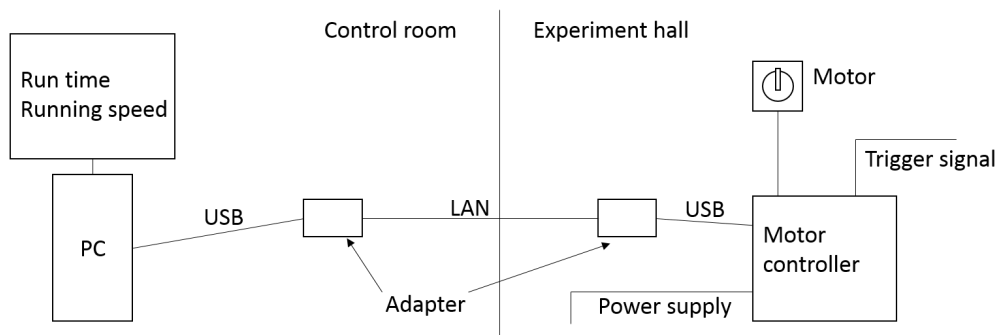 Control room
Experiment hall
Run time
Running speed
Motor
Trigger signal
USB
LAN
USB
PC
Motor
controller
Adapter
Power supply